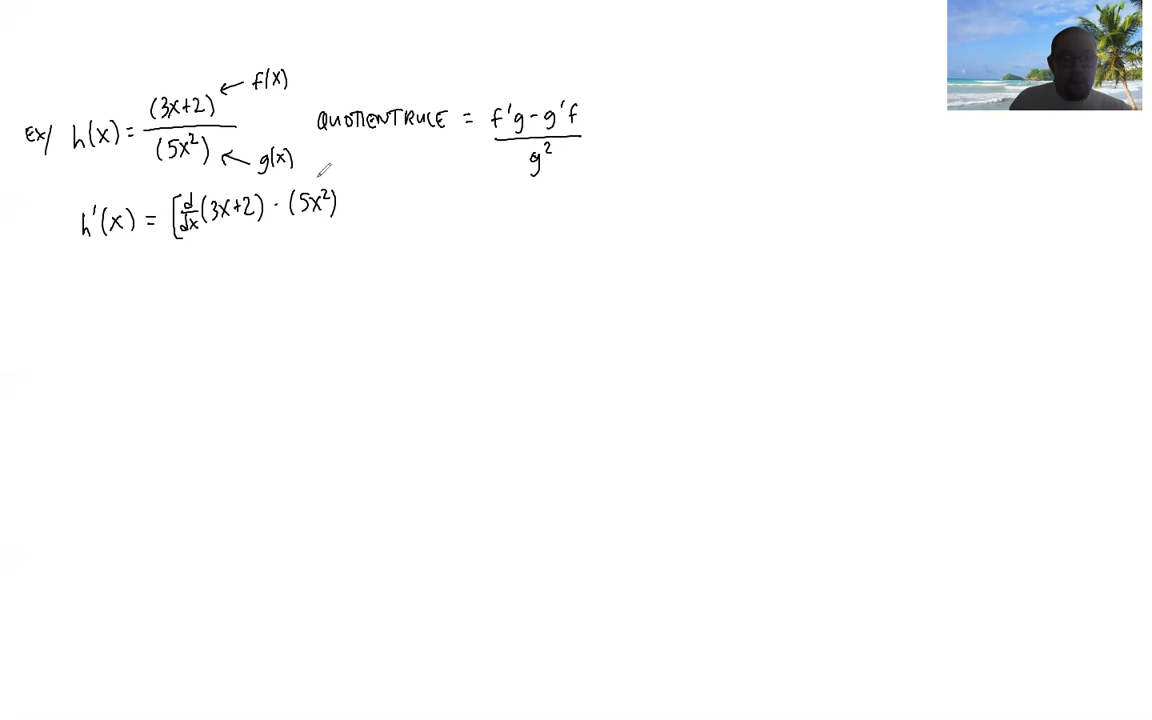 ← f(x)
EX/ h(x) = (3x+2) / (5x²)
← g(x)
QUOTIENT RULE = f'g - g'f / g²
h'(x) = [d/dx (3x+2) · (5x²)